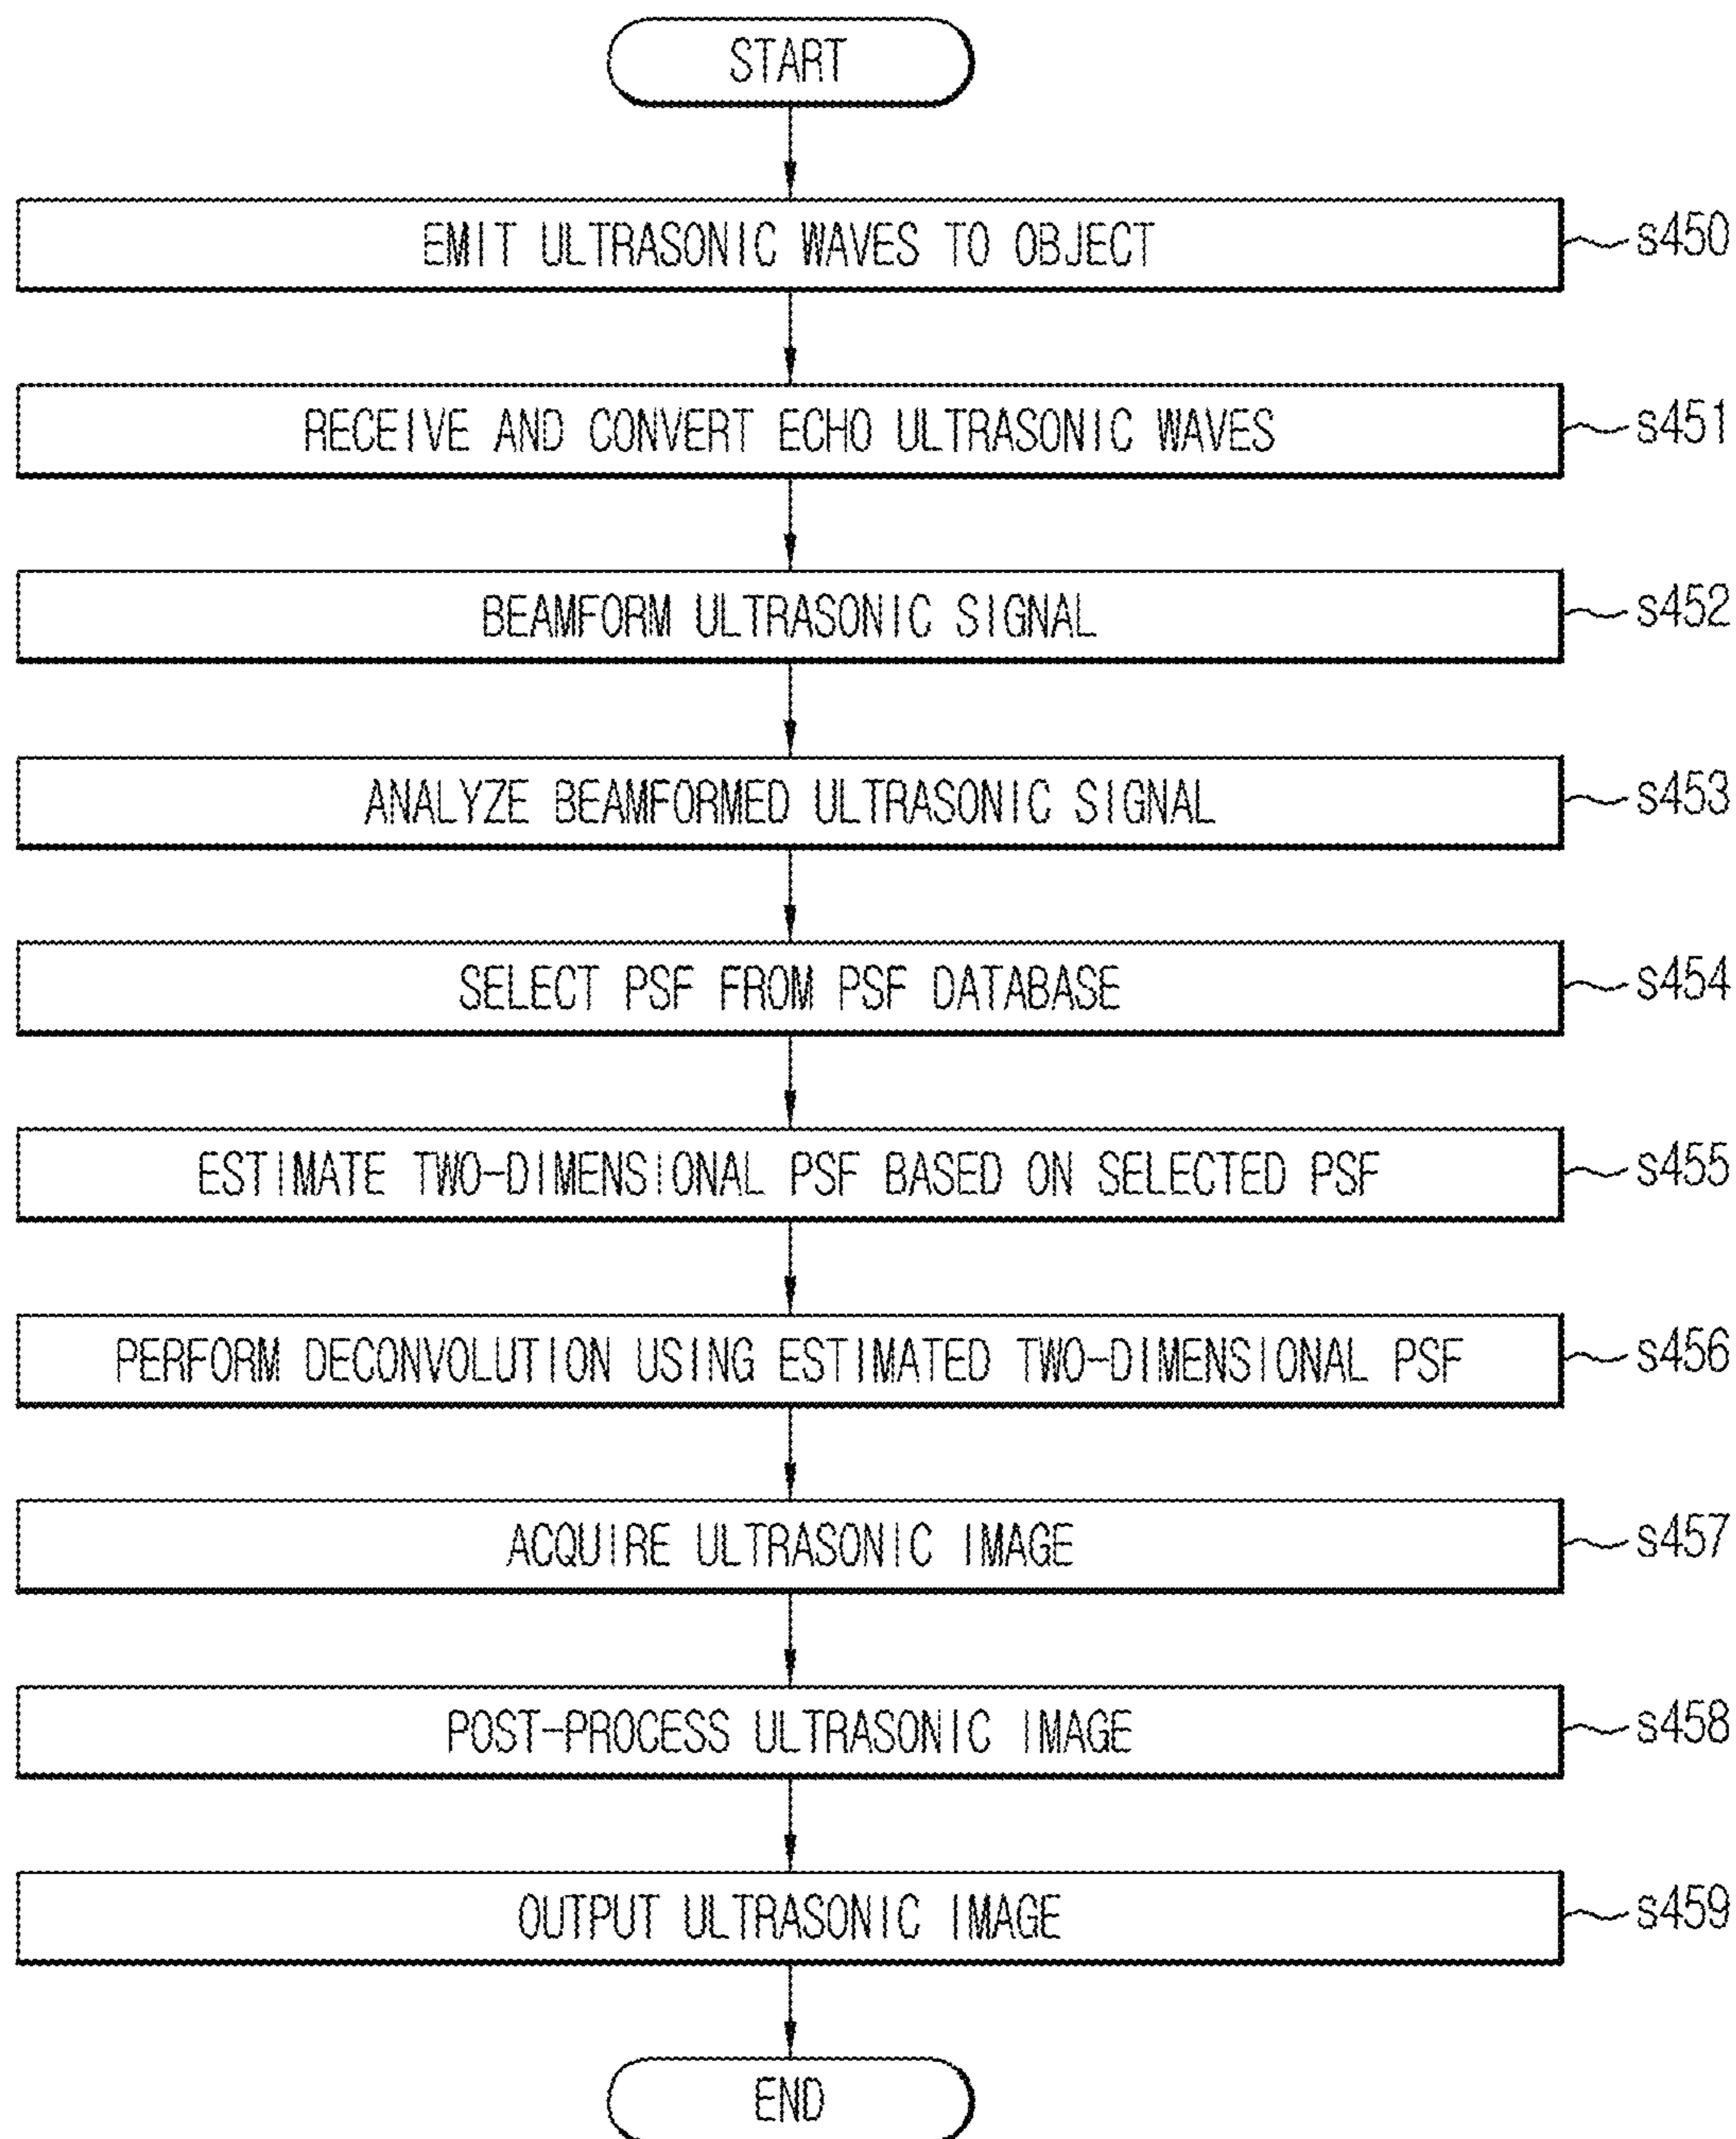 START
EMIT ULTRASONIC WAVES TO OBJECT
s450
RECEIVE AND CONVERT ECHO ULTRASONIC WAVES
s451
BEAMFORM ULTRASONIC SIGNAL
s452
ANALYZE BEAMFORMED ULTRASONIC SIGNAL
s453
SELECT PSF FROM PSF DATABASE
s454
ESTIMATE TWO-DIMENSIONAL PSF BASED ON SELECTED PSF
s455
PERFORM DECONVOLUTION USING ESTIMATED TWO-DIMENSIONAL PSF
s456
ACQUIRE ULTRASONIC IMAGE
s457
POST-PROCESS ULTRASONIC IMAGE
s458
OUTPUT ULTRASONIC IMAGE
s459
END